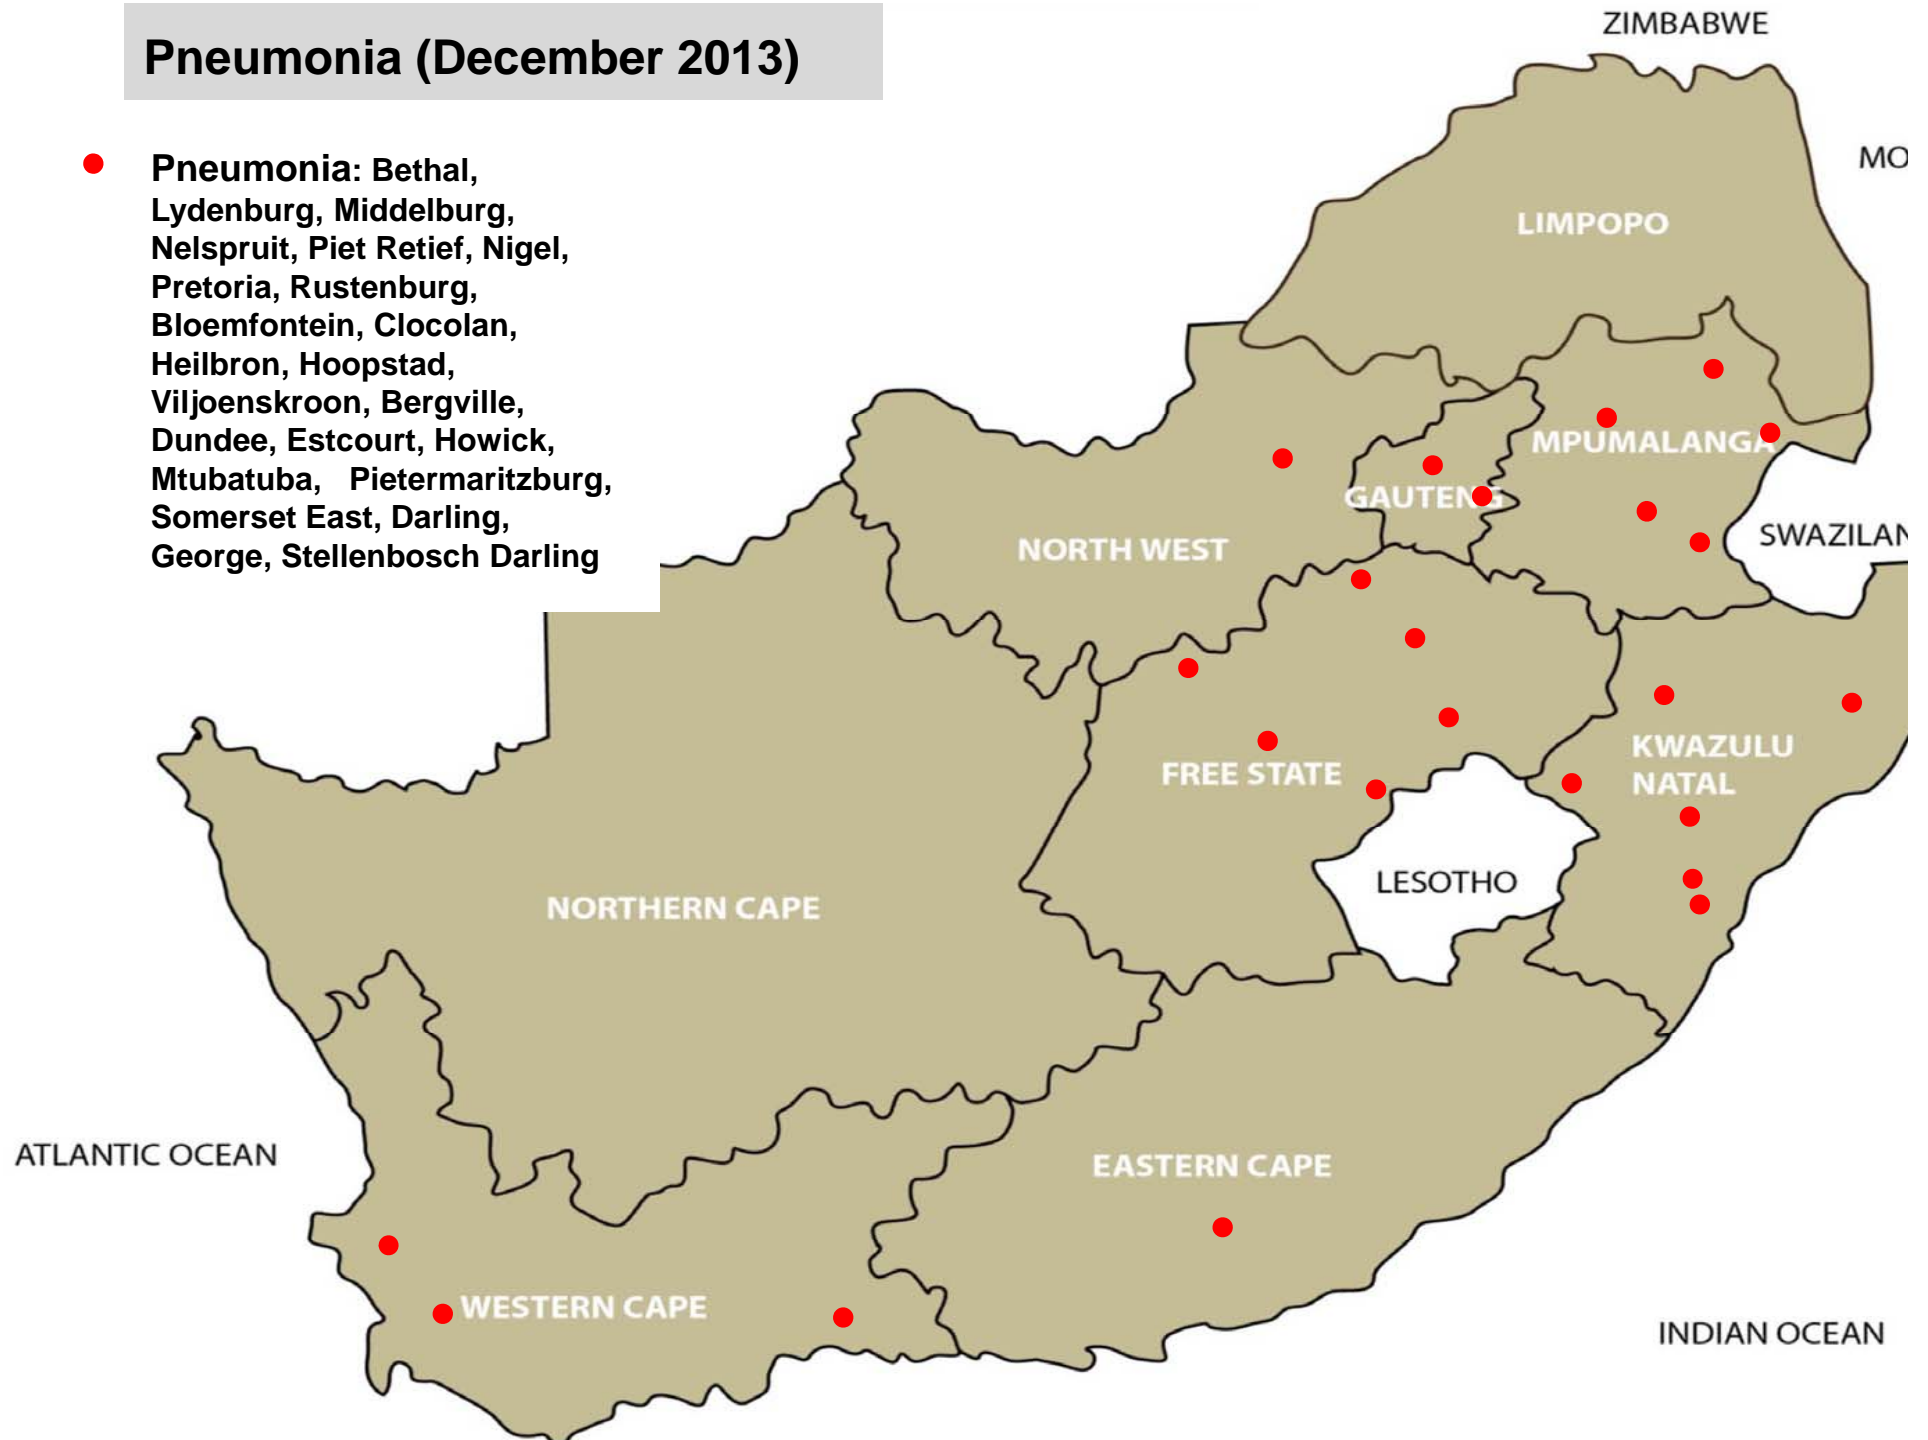 Pneumonia (December 2013)
Pneumonia: Bethal,
Lydenburg, Middelburg,
Nelspruit, Piet Retief, Nigel,
Pretoria, Rustenburg,
Bloemfontein, Clocolan,
Heilbron, Hoopstad,
Viljoenskroon, Bergville,
Dundee, Estcourt, Howick,
Mtubatuba, Pietermaritzburg,
Somerset East, Darling,
George, Stellenbosch Darling
ZIMBABWE
MO
LIMPOPO
MPUMALANGA
GAUTENG
SWAZILAN
NORTH WEST
KWAZULU
NATAL
FREE STATE
LESOTHO
NORTHERN CAPE
ATLANTIC OCEAN
EASTERN CAPE
WESTERN CAPE
INDIAN OCEAN